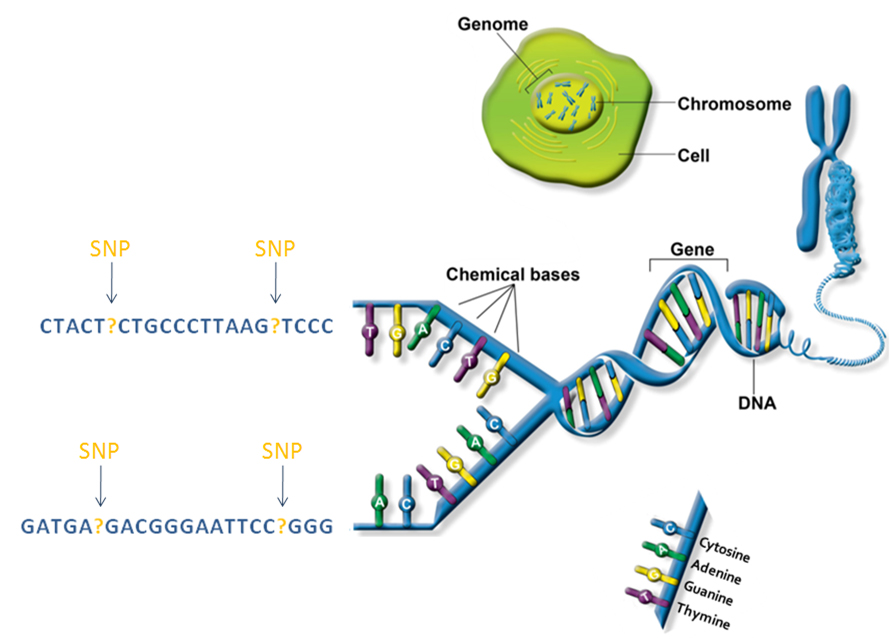 Genome
Chromosome
Cell
SNP SNP
CTACT?CTGCCCTTAAG?TCCC
Chemical bases
Gene
T G A C T G
DNA
SNP SNP
GATGA?GACGGGAATTCC?GGG
A C T G A C
C Cytosine
A Adenine
G Guanine
T Thymine